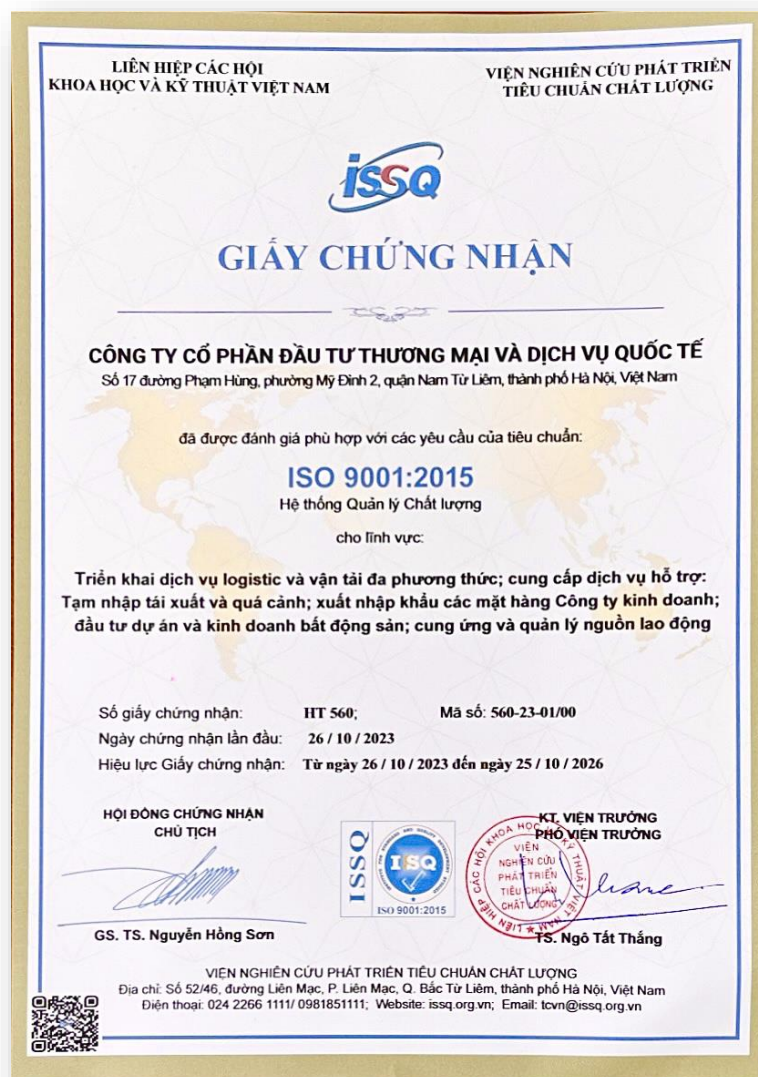 LIÊN HIỆP CÁC HỘI
KHOA HỌC VÀ KỸ THUẬT VIỆT NAM
VIỆN NGHIÊN CỨU PHÁT TRIỂN
TIÊU CHUẨN CHẤT LƯỢNG
ISSQ
GIẤY CHỨNG NHẬN
CÔNG TY CỔ PHẦN ĐẦU TƯ THƯƠNG MẠI VÀ DỊCH VỤ QUỐC TẾ
Số 17 đường Phạm Hùng, phường Mỹ Đình 2, quận Nam Từ Liêm, thành phố Hà Nội, Việt Nam
đã được đánh giá phù hợp với các yêu cầu của tiêu chuẩn:
ISO 9001:2015
Hệ thống Quản lý Chất lượng
cho lĩnh vực:
Triển khai dịch vụ logistic và vận tải đa phương thức; cung cấp dịch vụ hỗ trợ:
Tạm nhập tái xuất và quá cảnh; xuất nhập khẩu các mặt hàng Công ty kinh doanh;
đầu tư dự án và kinh doanh bất động sản; cung ứng và quản lý nguồn lao động
Số giấy chứng nhận: HT 560; Mã số: 560-23-01/00
Ngày chứng nhận lần đầu: 26 / 10 / 2023
Hiệu lực Giấy chứng nhận: Từ ngày 26 / 10 / 2023 đến ngày 25 / 10 / 2026
HỘI ĐỒNG CHỨNG NHẬN
CHỦ TỊCH
GS. TS. Nguyễn Hồng Sơn
ISSQ
ISSQ
ISO 9001:2015
KT. VIỆN TRƯỞNG
PHÓ VIỆN TRƯỞNG
LIÊN HIỆP CÁC HỘI KHOA HỌC VÀ KỸ THUẬT VIỆT NAM
VIỆN
NGHIÊN CỨU
PHÁT TRIỂN
TIÊU CHUẨN
CHẤT LƯỢNG
TS. Ngô Tất Thắng
VIỆN NGHIÊN CỨU PHÁT TRIỂN TIÊU CHUẨN CHẤT LƯỢNG
Địa chỉ: Số 52/46, đường Liên Mạc, P. Liên Mạc, Q. Bắc Từ Liêm, thành phố Hà Nội, Việt Nam
Điện thoại: 024 2266 1111/ 0981851111; Website: issq.org.vn; Email: tcvn@issq.org.vn